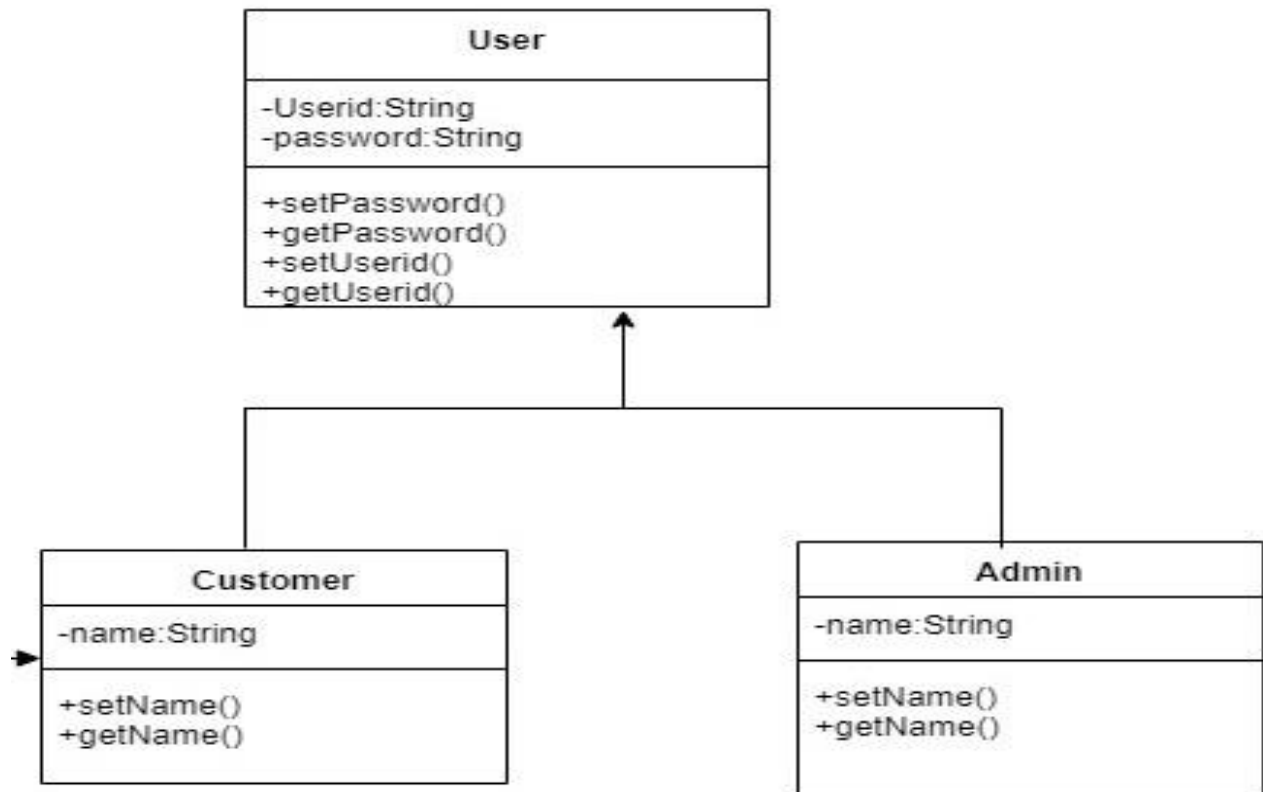 User
-Userid:String
-password:String
+setPassword()
+getPassword()
+setUserid()
+getUserid()
Customer
-name:String
+setName()
+getName()
Admin
-name:String
+setName()
+getName()